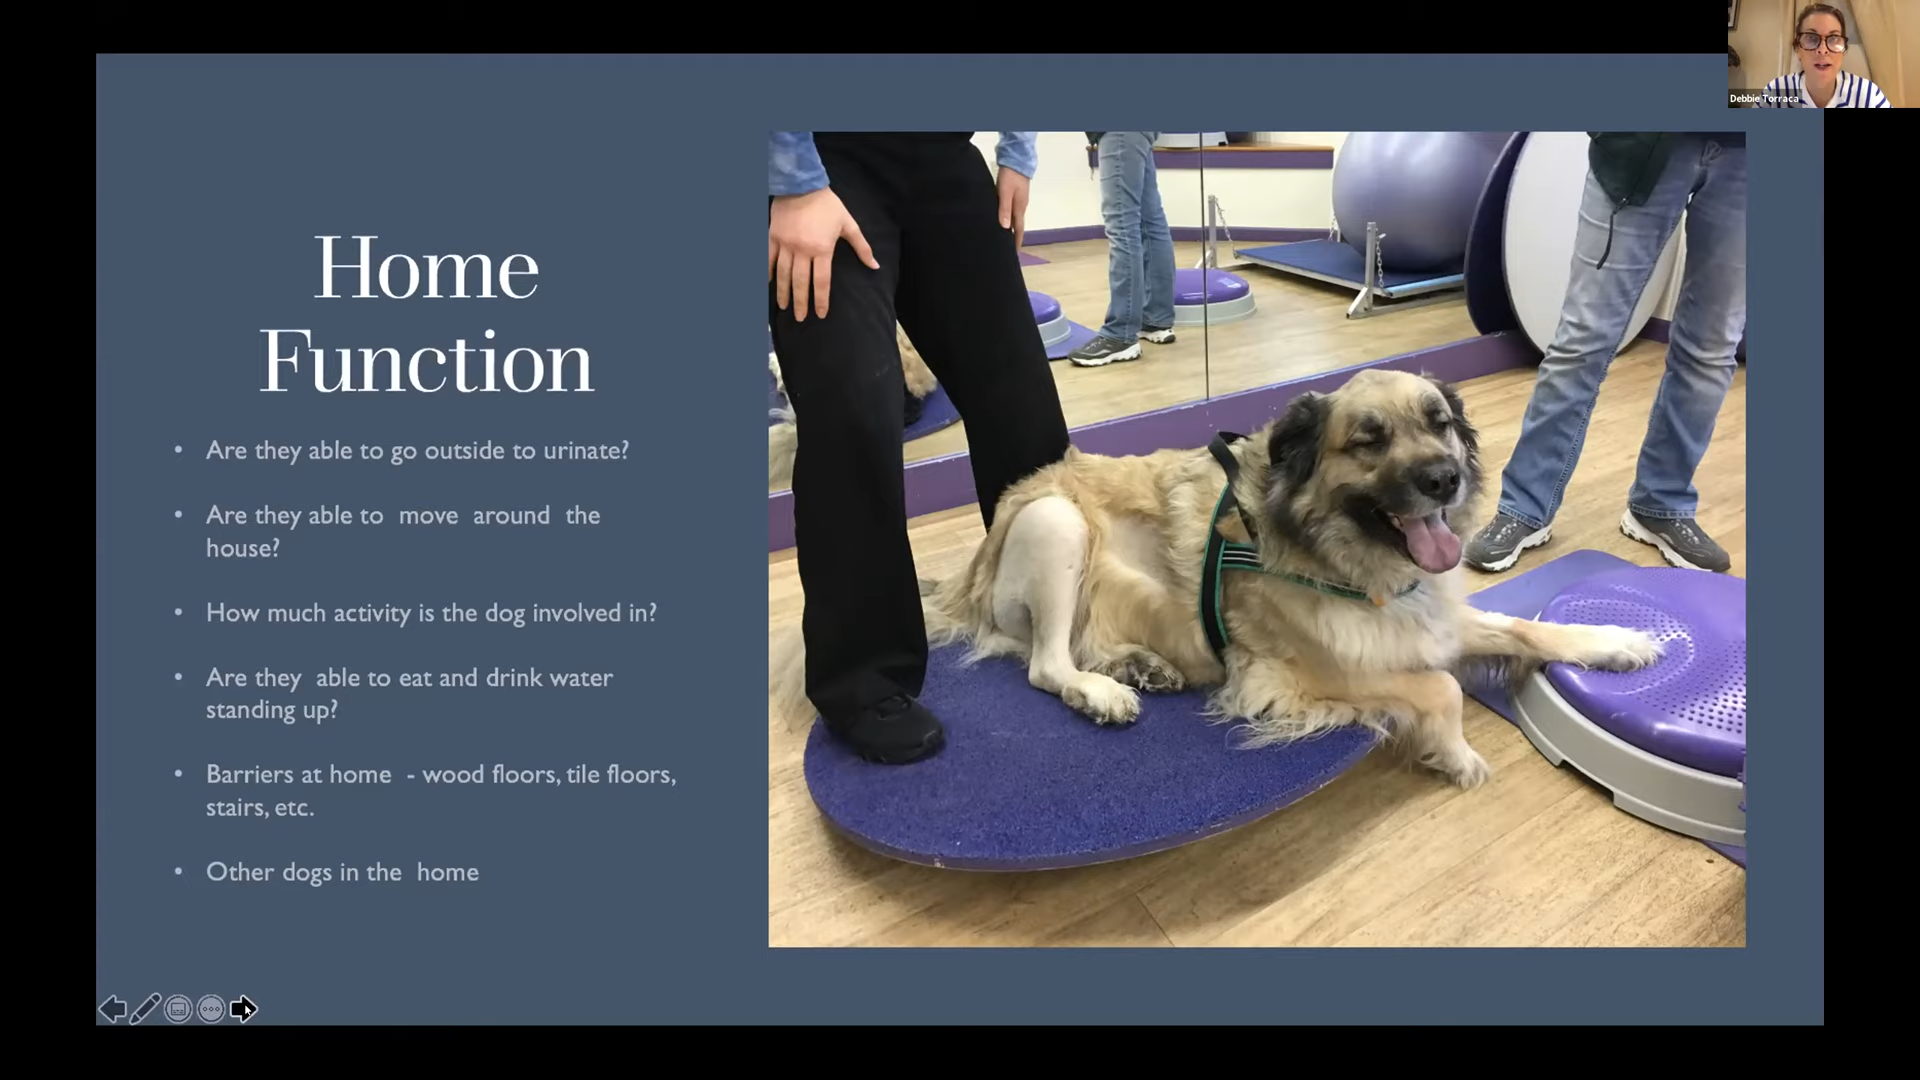 Debbie Torraca
Home
Function
• Are they able to go outside to urinate?
• Are they able to  move  around  the
house?
• How much activity is the dog involved in?
• Are they  able to eat and drink water
standing up?
• Barriers at home  - wood floors, tile floors,
stairs, etc.
• Other dogs in the  home